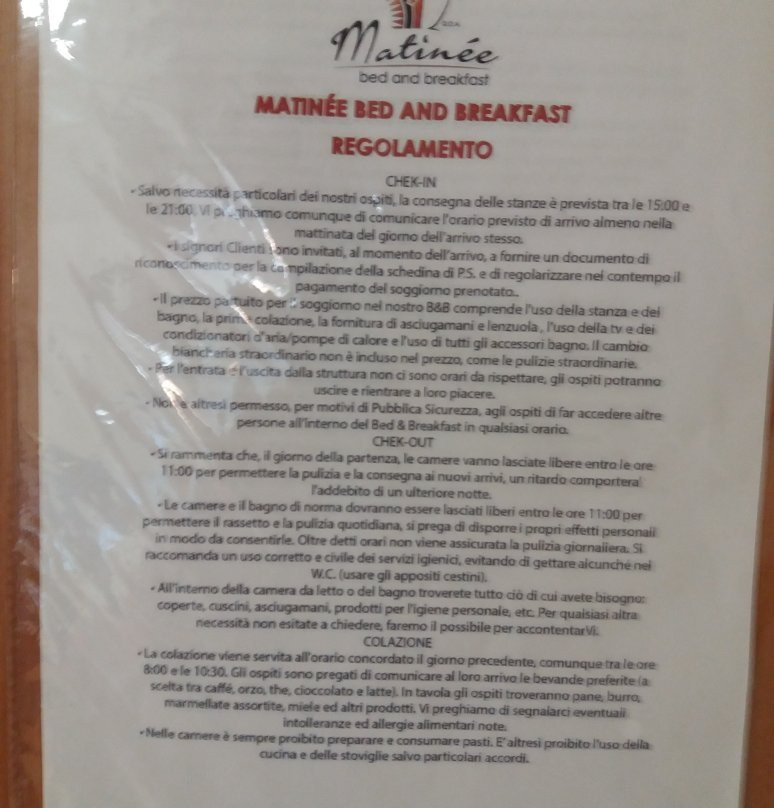 Matinée
bed and breakfast
MATINÉE BED AND BREAKFAST
REGOLAMENTO
CHEK-IN
• Salvo necessità particolari dei nostri ospiti, la consegna delle stanze è prevista tra le 15:00 e
le 21:00. Vi preghiamo comunque di comunicare l'orario previsto di arrivo almeno nella
mattinata del giorno dell'arrivo stesso.
• I signori Clienti sono invitati, al momento dell'arrivo, a fornire un documento di
riconoscimento per la compilazione della schedina di P.S. e di regolarizzare nel contempo il
pagamento del soggiorno prenotato..
• Il prezzo pattuito per il soggiorno nel nostro B&B comprende l'uso della stanza e del
bagno, la prima colazione, la fornitura di asciugamani e lenzuola , l'uso della tv e dei
condizionatori d'aria/pompe di calore e l'uso di tutti gli accessori bagno. Il cambio
biancheria straordinario non è incluso nel prezzo, come le pulizie straordinarie.
• Per l'entrata e l'uscita dalla struttura non ci sono orari da rispettare, gli ospiti potranno
uscire e rientrare a loro piacere.
• Non è altresì permesso, per motivi di Pubblica Sicurezza, agli ospiti di far accedere altre
persone all'interno del Bed & Breakfast in qualsiasi orario.
CHEK-OUT
• Si rammenta che, il giorno della partenza, le camere vanno lasciate libere entro le ore
11:00 per permettere la pulizia e la consegna ai nuovi arrivi, un ritardo comporterà
l'addebito di un ulteriore notte.
• Le camere e il bagno di norma dovranno essere lasciati liberi entro le ore 11:00 per
permettere il rassetto e la pulizia quotidiana, si prega di disporre i propri effetti personali
in modo da consentirle. Oltre detti orari non viene assicurata la pulizia giornaliera. Si
raccomanda un uso corretto e civile dei servizi igienici, evitando di gettare alcunche nel
W.C. (usare gli appositi cestini).
• All'interno della camera da letto o del bagno troverete tutto ciò di cui avete bisogno:
coperte, cuscini, asciugamani, prodotti per l'igiene personale, etc. Per qualsiasi altra
necessità non esitate a chiedere, faremo il possibile per accontentarVi.
COLAZIONE
• La colazione viene servita all'orario concordato il giorno precedente, comunque tra le ore
8:00 e le 10:30. Gli ospiti sono pregati di comunicare al loro arrivo le bevande preferite (a
scelta tra caffé, orzo, the, cioccolato e latte). In tavola gli ospiti troveranno pane, burro,
marmellate assortite, miele ed altri prodotti. Vi preghiamo di segnalarci eventuali
intolleranze ed allergie alimentari note.
• Nelle camere è sempre proibito preparare e consumare pasti. E' altresì proibito l'uso della
cucina e delle stoviglie salvo particolari accordi.